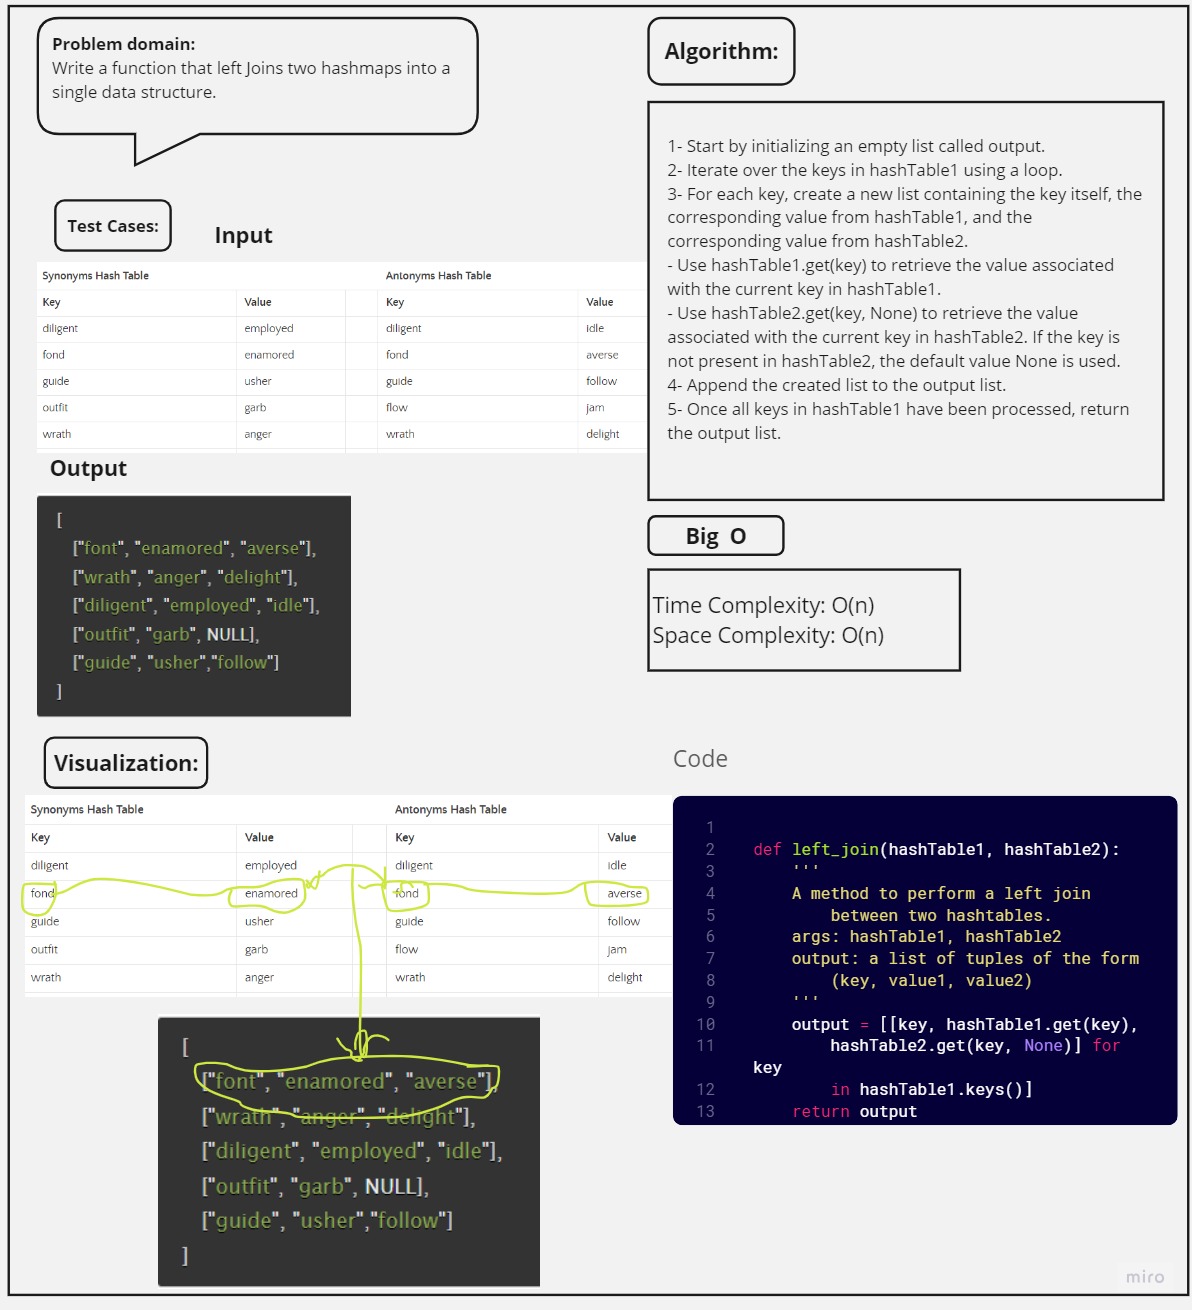 Problem domain:
Write a function that left Joins two hashmaps into a
single data structure.
Test Cases:
Input
Synonyms Hash Table Antonyms Hash Table
Key Value Key Value
diligent employed diligent idle
fond enamored fond averse
guide usher guide follow
outfit garb flow jam
wrath anger wrath delight
Output
[
["font", "enamored", "averse"],
["wrath", "anger", "delight"],
["diligent", "employed", "idle"],
["outfit", "garb", NULL],
["guide", "usher","follow"]
]
Visualization:
Synonyms Hash Table Antonyms Hash Table
Key Value Key Value
diligent employed diligent idle
fond enamored fond averse
guide usher guide follow
outfit garb flow jam
wrath anger wrath delight
[
["font", "enamored", "averse"],
["wrath", "anger", "delight"],
["diligent", "employed", "idle"],
["outfit", "garb", NULL],
["guide", "usher","follow"]
]
Algorithm:
1- Start by initializing an empty list called output.
2- Iterate over the keys in hashTable1 using a loop.
3- For each key, create a new list containing the key itself, the
corresponding value from hashTable1, and the
corresponding value from hashTable2.
- Use hashTable1.get(key) to retrieve the value associated
with the current key in hashTable1.
- Use hashTable2.get(key, None) to retrieve the value
associated with the current key in hashTable2. If the key is
not present in hashTable2, the default value None is used.
4- Append the created list to the output list.
5- Once all keys in hashTable1 have been processed, return
the output list.
Big O
Time Complexity: O(n)
Space Complexity: O(n)
Code
1
2 def left_join(hashTable1, hashTable2):
3 '''
4 A method to perform a left join
5 between two hashtables.
6 args: hashTable1, hashTable2
7 output: a list of tuples of the form
8 (key, value1, value2)
9 '''
10 output = [[key, hashTable1.get(key),
11 hashTable2.get(key, None)] for
key
12 in hashTable1.keys()]
13 return output
miro